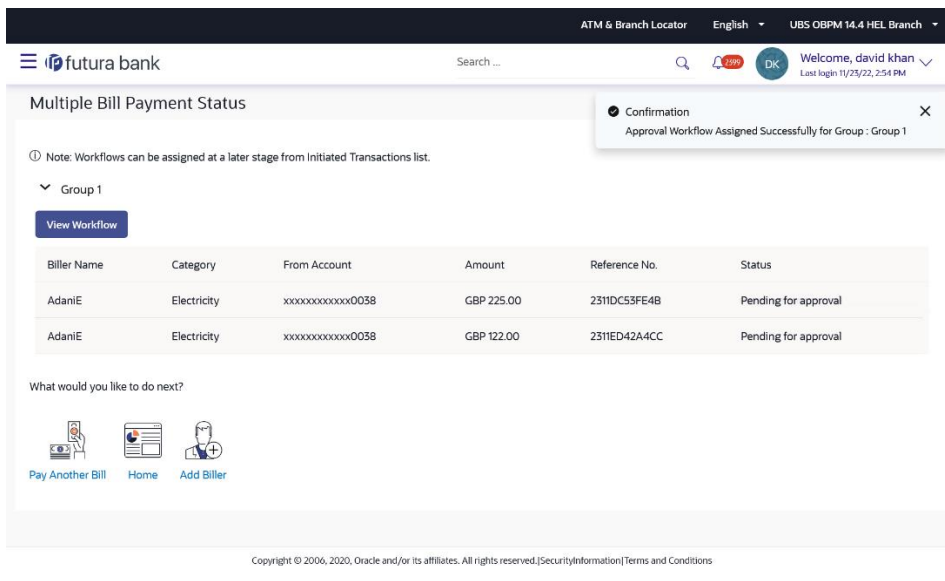 ATM & Branch Locator English UBS OBPM 14.4 HEL Branch
futura bank Search ... 2599 DK Welcome, david khan
Last login 11/23/22, 2:54 PM
Multiple Bill Payment Status
Confirmation
Approval Workflow Assigned Successfully for Group : Group 1
Note: Workflows can be assigned at a later stage from Initiated Transactions list.
Group 1
View Workflow
Biller Name Category From Account Amount Reference No. Status
AdaniE Electricity xxxxxxxxxxxx0038 GBP 225.00 2311DC53FE4B Pending for approval
AdaniE Electricity xxxxxxxxxxxx0038 GBP 122.00 2311ED42A4CC Pending for approval
What would you like to do next?
Pay Another Bill Home Add Biller
Copyright © 2006, 2020, Oracle and/or its affiliates. All rights reserved.|SecurityInformation|Terms and Conditions